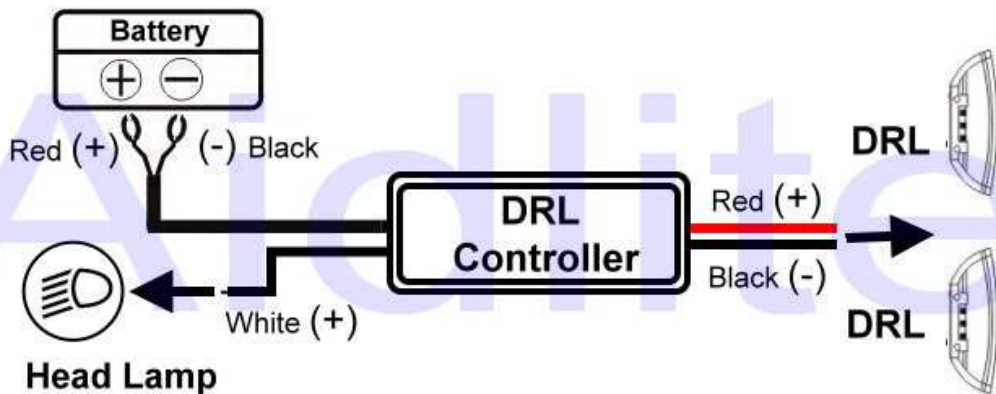 Battery
Red (+)
(-) Black
DRL
Controller
Red (+)
Black (-)
DRL
DRL
White (+)
Head Lamp
Aidlite